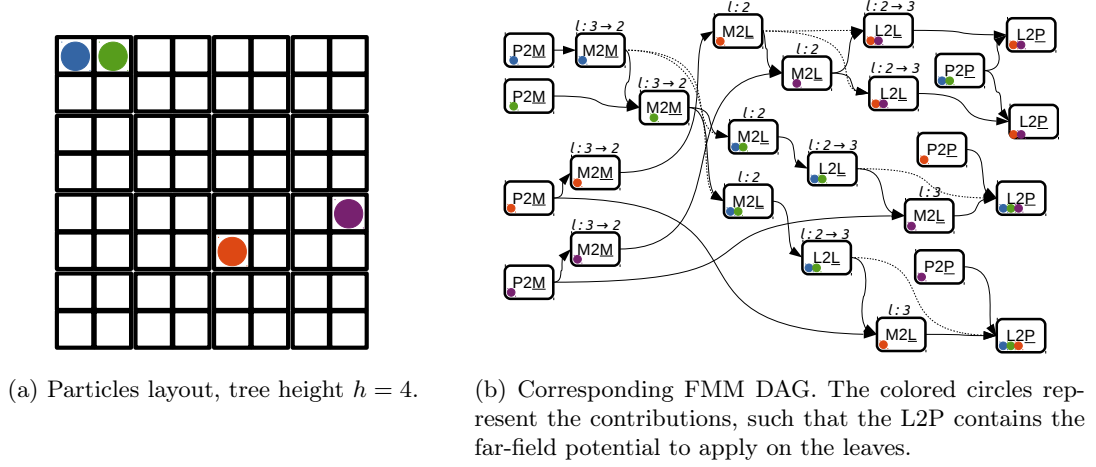 l : 2
l : 2 → 3
M2L
L2L
L2P
l : 3 → 2
P2M
M2M
l : 2
P2P
M2L
l : 2 → 3
l : 3 → 2
L2L
P2M
M2M
L2P
l : 2
M2L
P2P
l : 2 → 3
l : 3 → 2
L2L
M2M
l : 2
l : 3
P2M
M2L
L2P
M2L
l : 3 → 2
l : 2 → 3
M2M
L2L
P2P
P2M
l : 3
M2L
L2P
(a) Particles layout, tree height h = 4.
(b) Corresponding FMM DAG. The colored circles rep-
resent the contributions, such that the L2P contains the
far-field potential to apply on the leaves.